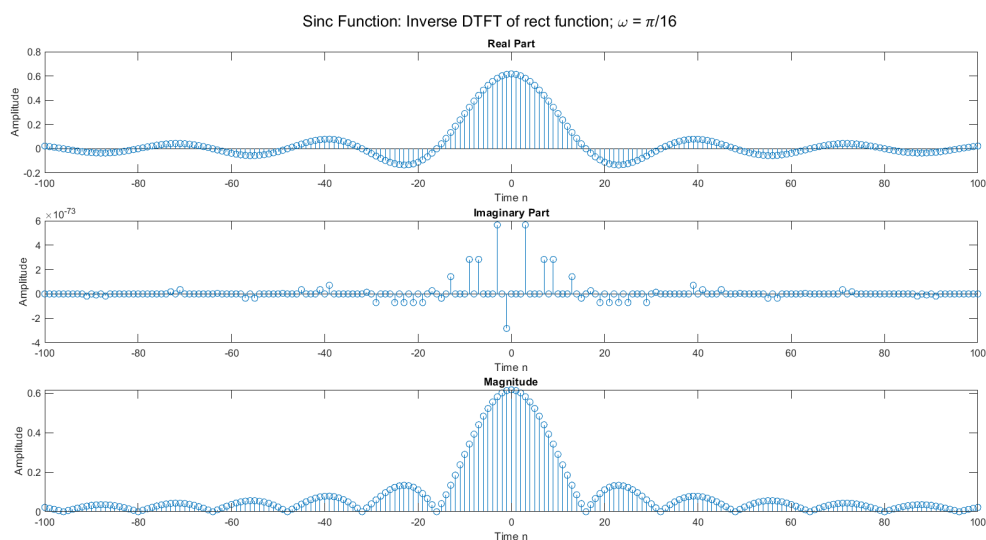 Sinc Function: Inverse DTFT of rect function; ω = π/16
Real Part
0.8
0.6
0.4
0.2
0
-0.2
Amplitude
-100 -80 -60 -40 -20 0 20 40 60 80 100
Time n
×10^-73
Imaginary Part
6
4
2
0
-2
-4
Amplitude
-100 -80 -60 -40 -20 0 20 40 60 80 100
Time n
Magnitude
0.6
0.4
0.2
0
Amplitude
-100 -80 -60 -40 -20 0 20 40 60 80 100
Time n